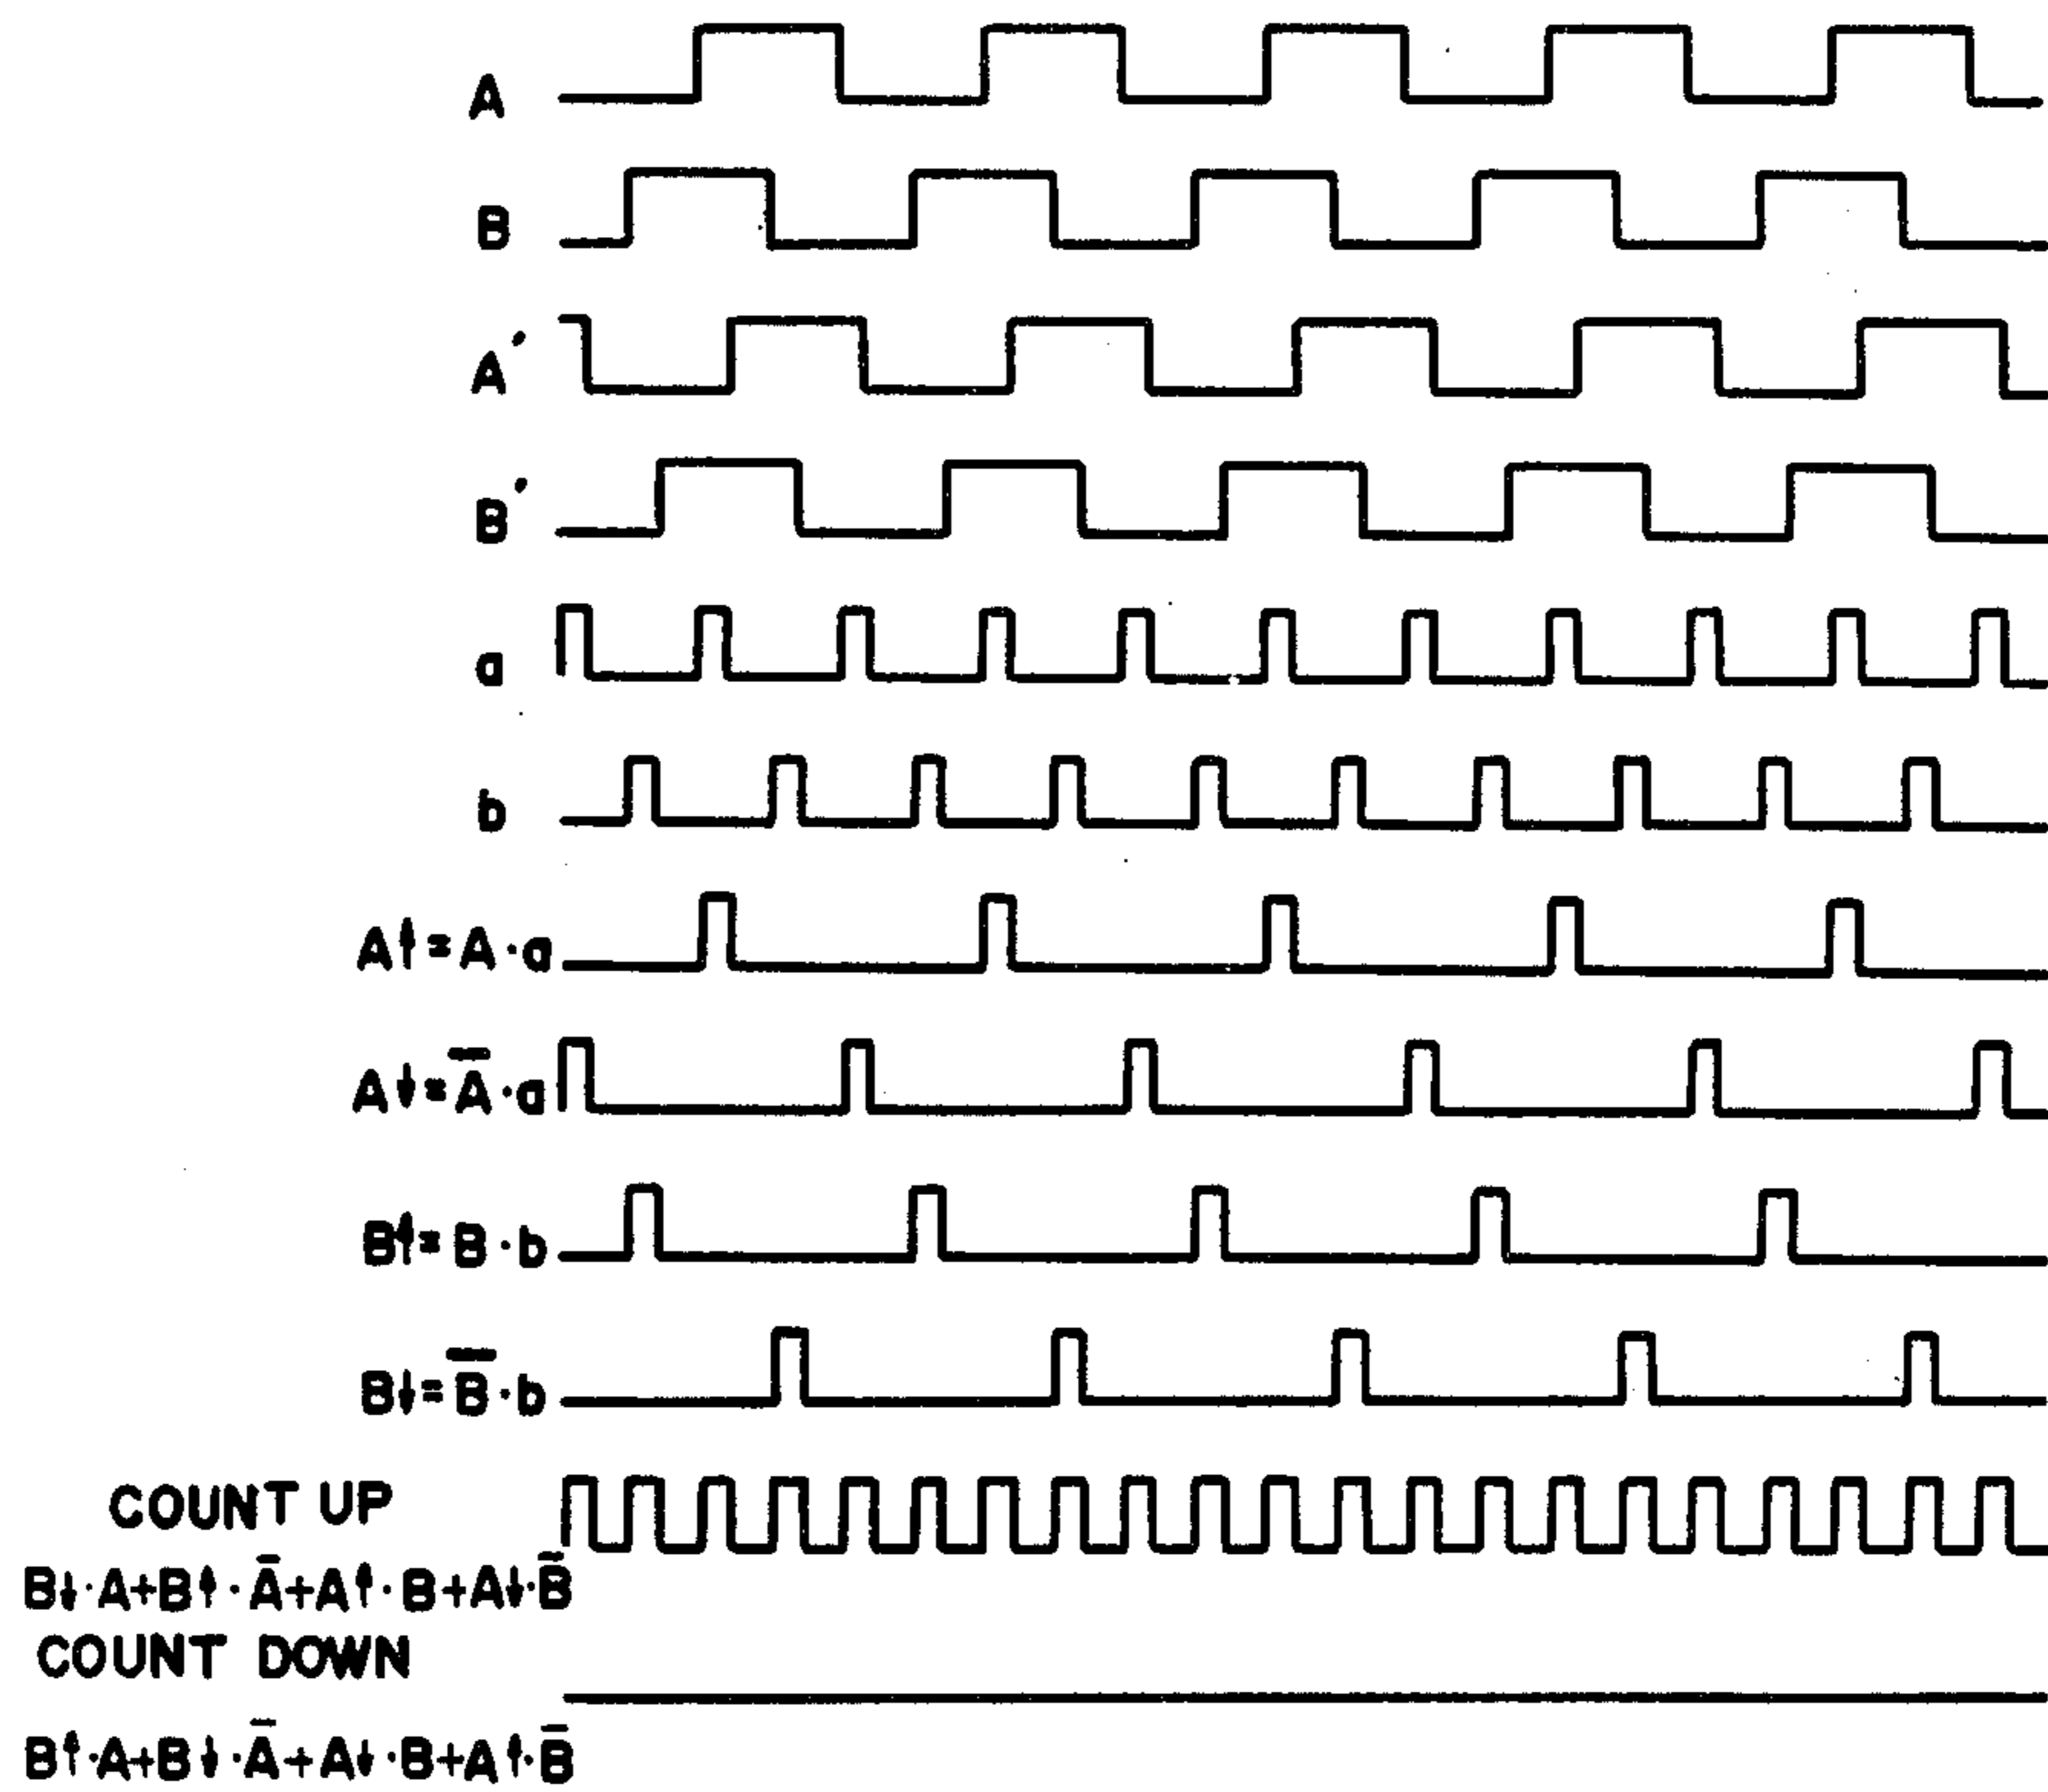 A
B
A′
B′
a
b
A↑=A·a
A↓=A̅·a
B↑=B·b
B↓=B̅·b
COUNT UP
B↓·A+B↑·A̅+A↑·B+A↓·B̅
COUNT DOWN
B↑·A+B↓·A̅+A↓·B+A↑·B̅